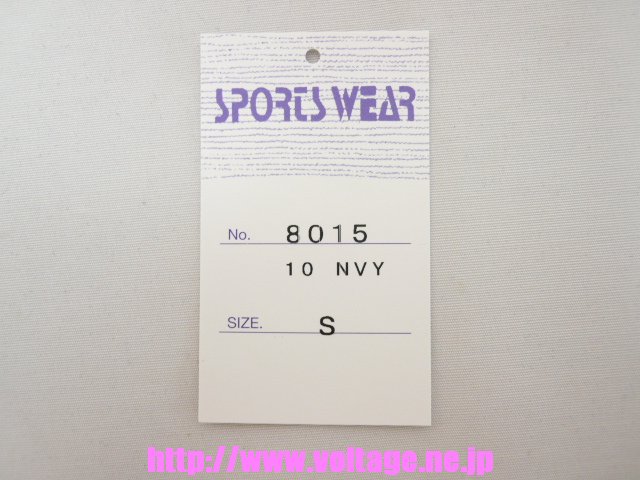 SPORTS WEAR
No. 8015
10 NVY
SIZE. S
http://www.voltage.ne.jp